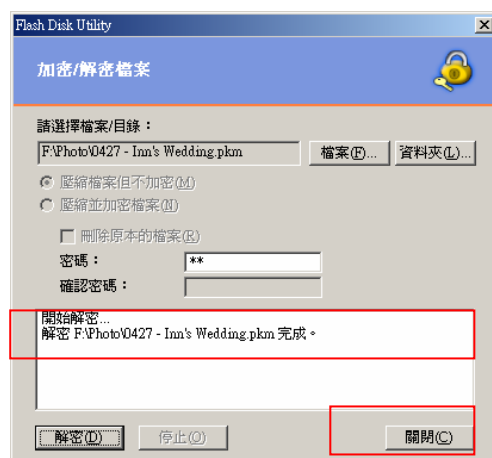 Flash Disk Utility
加密/解密檔案
請選擇檔案/目錄：
F:\Photo\0427 - Inn's Wedding.pkm
檔案(F)... 資料夾(L)...
壓縮檔案但不加密(M)
壓縮並加密檔案(N)
刪除原本的檔案(R)
密碼： **
確認密碼：
開始解密...
解密 F:\Photo\0427 - Inn's Wedding.pkm 完成。
解密(D) 停止(O) 關閉(C)